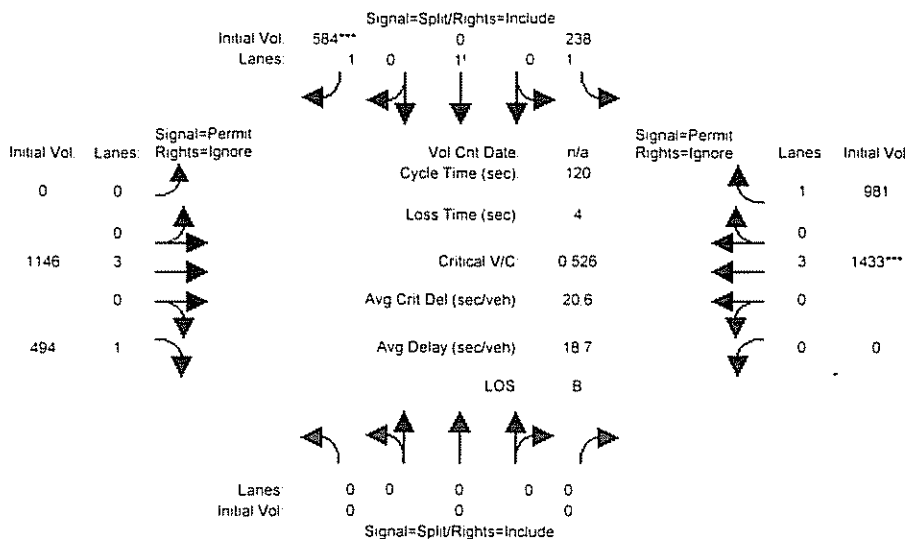 Signal=Split/Rights=Include
Initial Vol. 584*** 0 238
Lanes: 1 0 1! 0 1
Signal=Permit
Initial Vol. Lanes: Rights=Ignore
Vol Cnt Date: n/a
Signal=Permit
Rights=Ignore Lanes Initial Vol.
Cycle Time (sec): 120
0 0
1 981
Loss Time (sec) 4
0
0
1146 3
Critical V/C: 0 526
3 1433***
0
Avg Crit Del (sec/veh) 20.6
0
494 1
Avg Delay (sec/veh) 18 7
0 0
LOS B
Lanes: 0 0 0 0 0
Initial Vol: 0 0 0
Signal=Split/Rights=Include